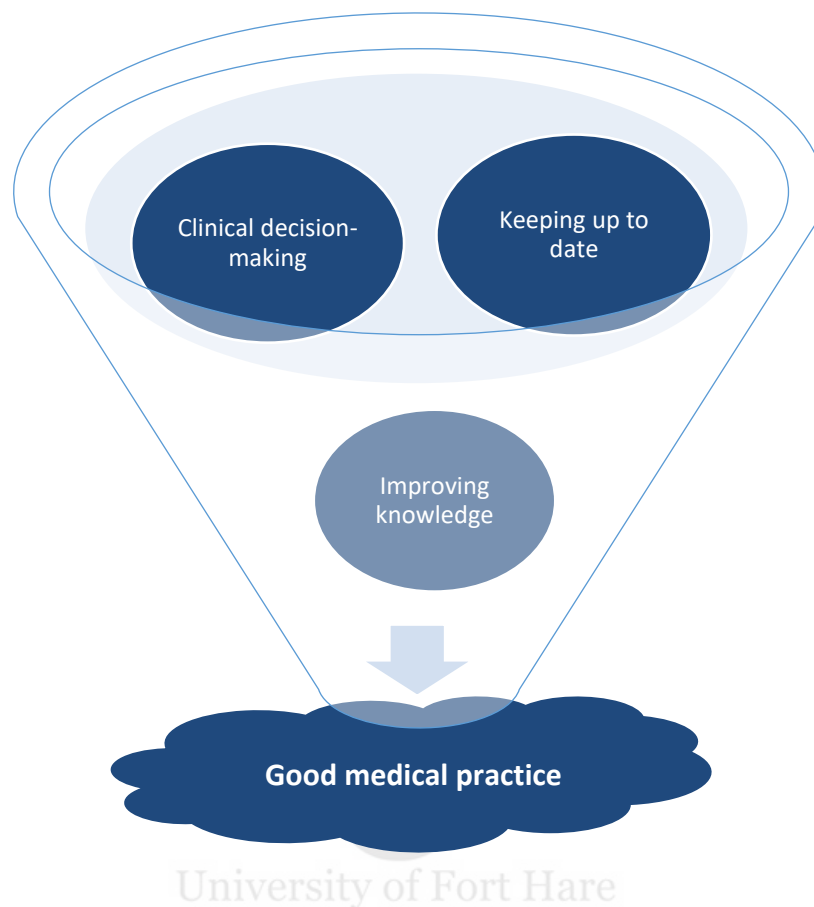 Clinical decision-
making
Keeping up to
date
Improving
knowledge
Good medical practice
University of Fort Hare